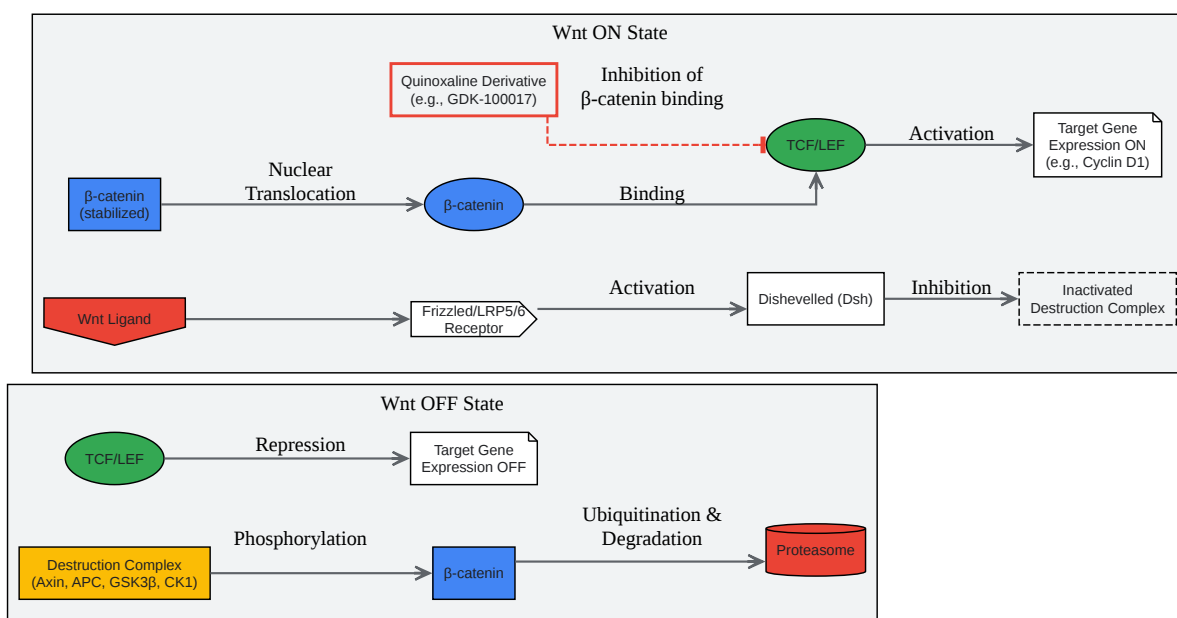 Wnt ON State
Quinoxaline Derivative
(e.g., GDK-100017)
Inhibition of
β-catenin binding
TCF/LEF
Activation
Target Gene
Expression ON
(e.g., Cyclin D1)
β-catenin
(stabilized)
Nuclear
Translocation
β-catenin
Binding
Wnt Ligand
Frizzled/LRP5/6
Receptor
Activation
Dishevelled (Dsh)
Inhibition
Inactivated
Destruction Complex
Wnt OFF State
TCF/LEF
Repression
Target Gene
Expression OFF
Destruction Complex
(Axin, APC, GSK3β, CK1)
Phosphorylation
β-catenin
Ubiquitination &
Degradation
Proteasome